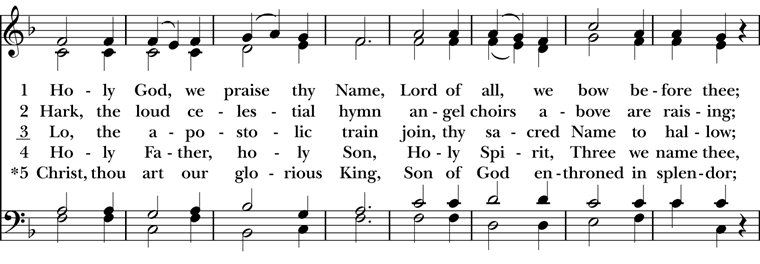 1 Ho - ly God, we praise thy Name, Lord of all, we bow be - fore thee;
2 Hark, the loud ce - les - tial hymn an - gel choirs a - bove are rais - ing;
3 Lo, the a - po - sto - lic train join, thy sa - cred Name to hal - low;
4 Ho - ly Fa - ther, ho - ly Son, Ho - ly Spi - rit, Three we name thee,
*5 Christ, thou art our glo - rious King, Son of God en - throned in splen - dor;